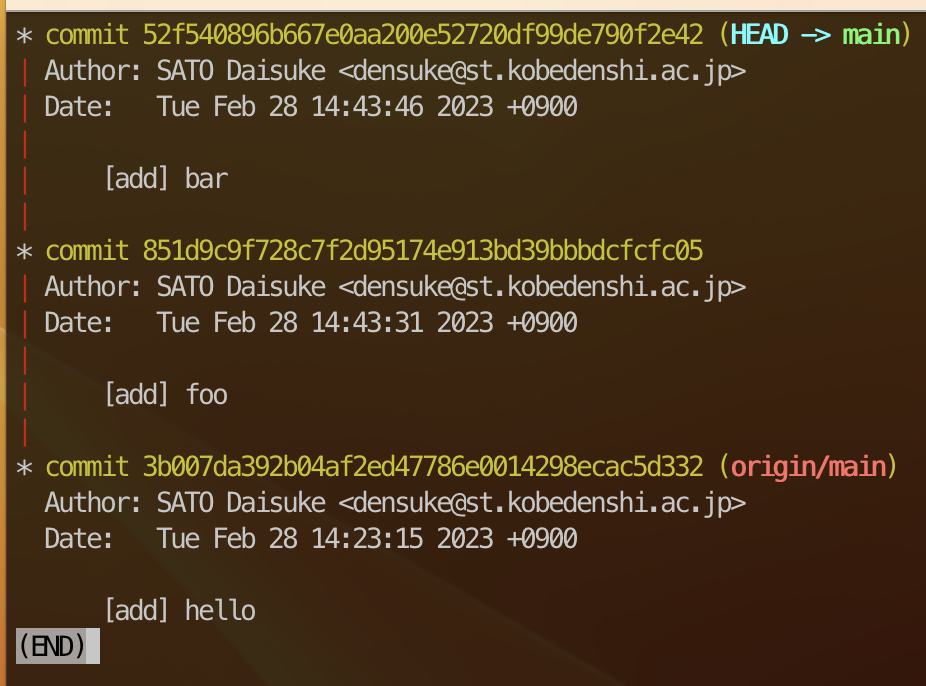 * commit 52f540896b667e0aa200e52720df99de790f2e42 (HEAD -> main)
| Author: SATO Daisuke <densuke@st.kobedenshi.ac.jp>
| Date:   Tue Feb 28 14:43:46 2023 +0900
|
|     [add] bar
|
* commit 851d9c9f728c7f2d95174e913bd39bbbdcfcfc05
| Author: SATO Daisuke <densuke@st.kobedenshi.ac.jp>
| Date:   Tue Feb 28 14:43:31 2023 +0900
|
|     [add] foo
|
* commit 3b007da392b04af2ed47786e0014298ecac5d332 (origin/main)
  Author: SATO Daisuke <densuke@st.kobedenshi.ac.jp>
  Date:   Tue Feb 28 14:23:15 2023 +0900

      [add] hello
(END)